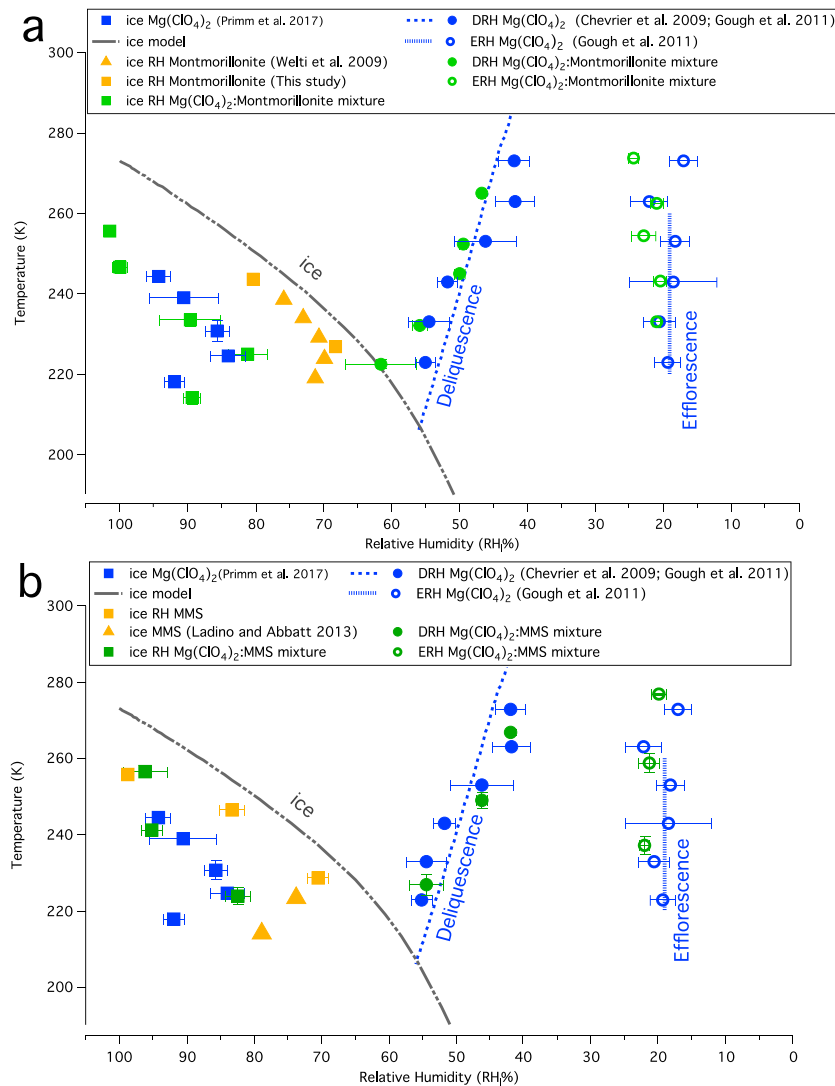 a
ice Mg(ClO4)2 (Primm et al. 2017)
ice model
ice RH Montmorillonite (Welti et al. 2009)
ice RH Montmorillonite (This study)
ice RH Mg(ClO4)2:Montmorillonite mixture
DRH Mg(ClO4)2 (Chevrier et al. 2009; Gough et al. 2011)
ERH Mg(ClO4)2 (Gough et al. 2011)
DRH Mg(ClO4)2:Montmorillonite mixture
ERH Mg(ClO4)2:Montmorillonite mixture
300
280
260
240
220
200
Temperature (K)
ice
Deliquescence
Efflorescence
100 90 80 70 60 50 40 30 20 10 0
Relative Humidity (RHl%)
b
ice Mg(ClO4)2(Primm et al. 2017)
ice model
ice RH MMS
ice MMS (Ladino and Abbatt 2013)
ice RH Mg(ClO4)2:MMS mixture
DRH Mg(ClO4)2 (Chevrier et al. 2009; Gough et al. 2011)
ERH Mg(ClO4)2 (Gough et al. 2011)
DRH Mg(ClO4)2:MMS mixture
ERH Mg(ClO4)2:MMS mixture
300
280
260
240
220
200
Temperature (K)
ice
Deliquescence
Efflorescence
100 90 80 70 60 50 40 30 20 10 0
Relative Humidity (RHl%)